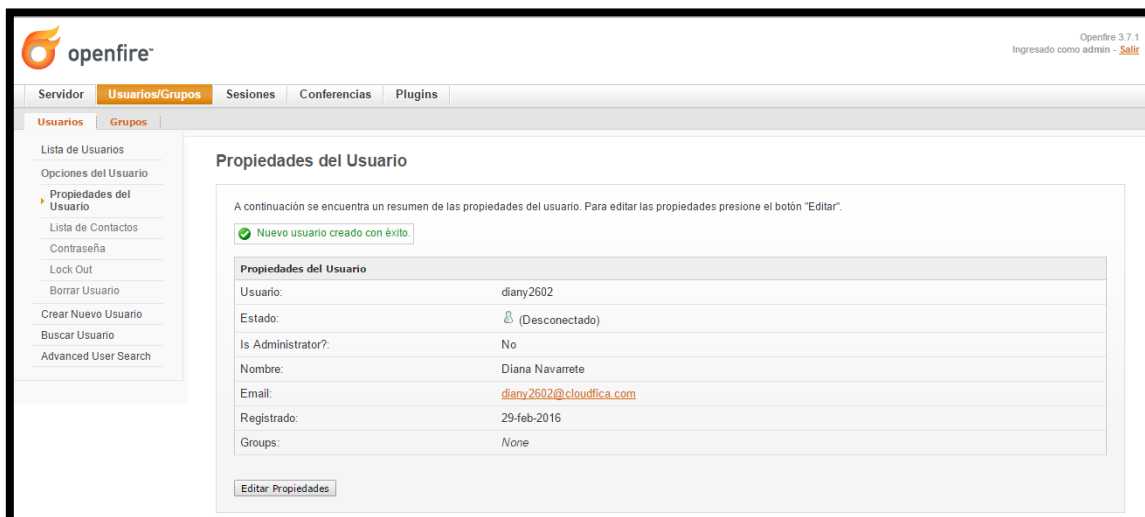 openfire™
Openfire 3.7.1
Ingresado como admin - Salir
Servidor Usuarios/Grupos Sesiones Conferencias Plugins
Usuarios Grupos
Lista de Usuarios
Opciones del Usuario
Propiedades del
Usuario
Lista de Contactos
Contraseña
Lock Out
Borrar Usuario
Crear Nuevo Usuario
Buscar Usuario
Advanced User Search
Propiedades del Usuario
A continuación se encuentra un resumen de las propiedades del usuario. Para editar las propiedades presione el botón "Editar".
Nuevo usuario creado con éxito.
Propiedades del Usuario
Usuario: diany2602
Estado: (Desconectado)
Is Administrator?: No
Nombre: Diana Navarrete
Email: diany2602@cloudfica.com
Registrado: 29-feb-2016
Groups: None
Editar Propiedades